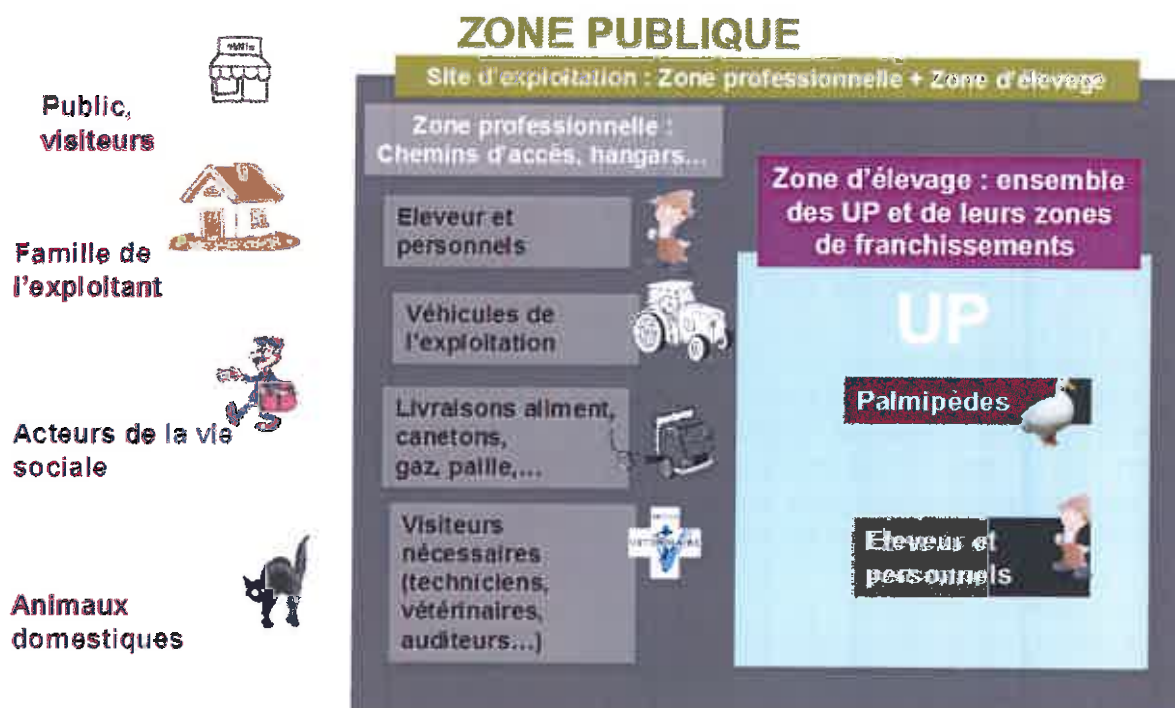 ZONE PUBLIQUE
Site d'exploitation : Zone professionnelle + Zone d'élevage
Public,
visiteurs
Famille de
l'exploitant
Acteurs de la vie
sociale
Animaux
domestiques
Zone professionnelle :
Chemins d'accès, hangars...
Eleveur et
personnels
Véhicules de
l'exploitation
Livraisons aliment,
canetons,
gaz, paille,...
Visiteurs
nécessaires
(techniciens,
vétérinaires,
auditeurs...)
Zone d'élevage : ensemble
des UP et de leurs zones
de franchissements
UP
Palmipèdes
Eleveur et
personnels